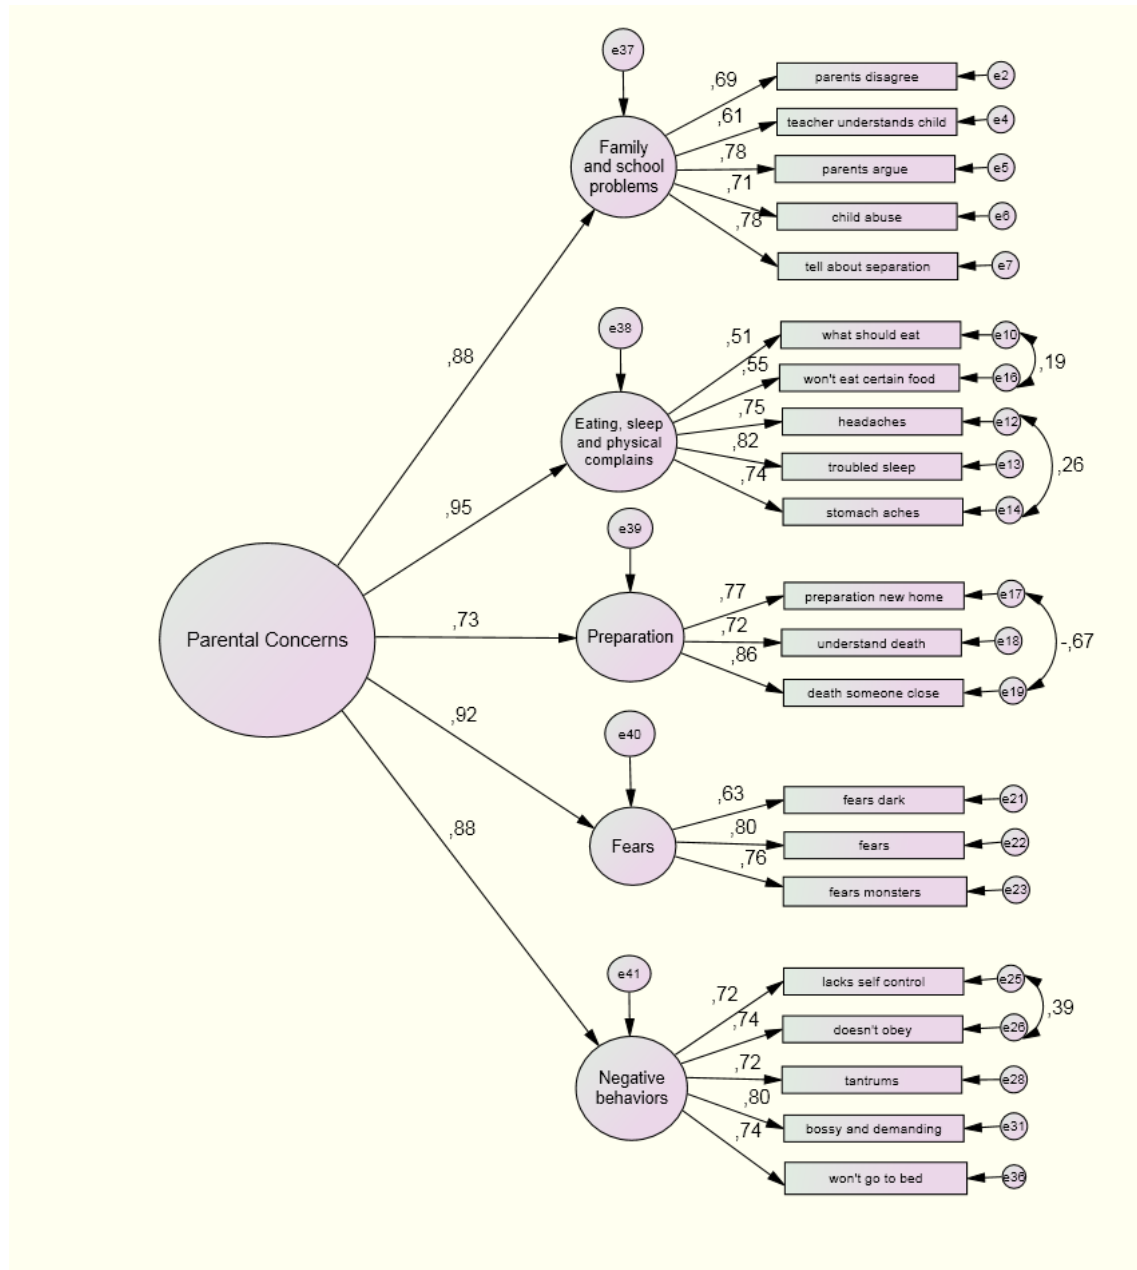 e37
,69
parents disagree
e2
,61
teacher understands child
e4
Family
and school
problems
,78
parents argue
e5
,71
child abuse
e6
,78
tell about separation
e7
,88
e38
,51
what should eat
e10
,55
won't eat certain food
e16
,19
Eating, sleep
and physical
complains
,75
headaches
e12
,82
troubled sleep
e13
,26
,74
stomach aches
e14
,95
e39
,77
preparation new home
e17
Parental Concerns
,73
Preparation
,72
understand death
e18
-,67
,86
death someone close
e19
,92
e40
,63
fears dark
e21
Fears
,80
fears
e22
,76
fears monsters
e23
,88
e41
,72
lacks self control
e25
,74
doesn't obey
e26
,39
Negative
behaviors
,72
tantrums
e28
,80
bossy and demanding
e31
,74
won't go to bed
e36